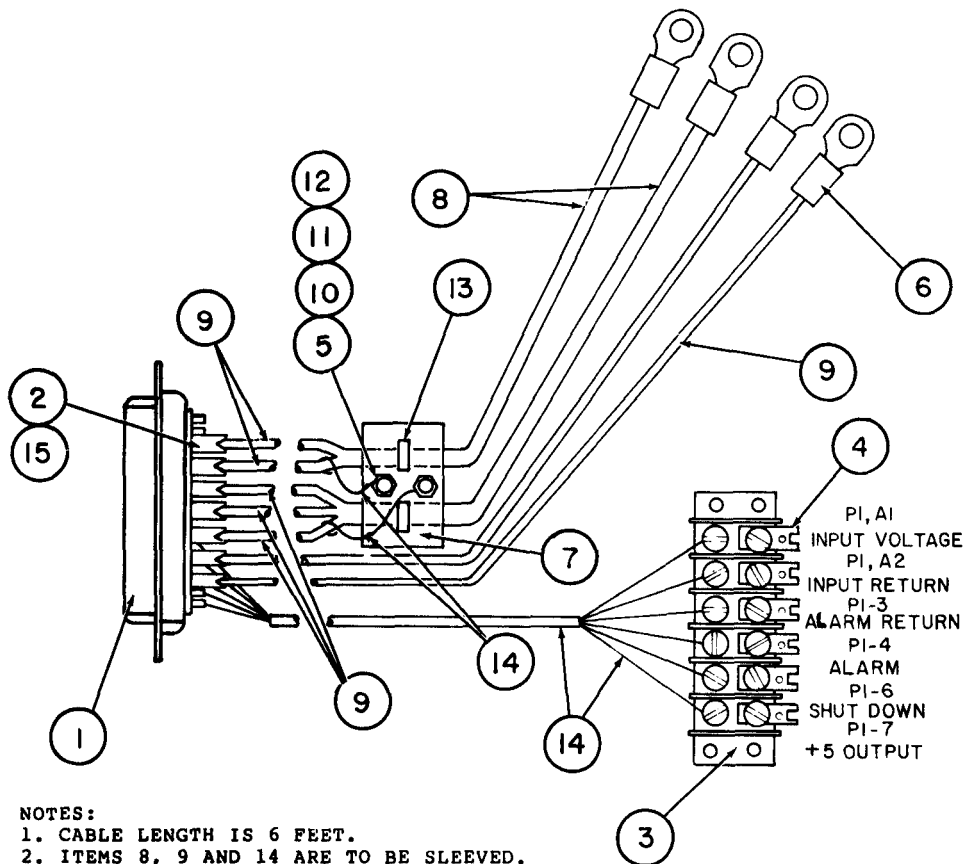 12
11
10
5
8
13
6
9
9
2
15
4
P1, A1
INPUT VOLTAGE
P1, A2
INPUT RETURN
P1-3
ALARM RETURN
P1-4
ALARM
P1-6
SHUT DOWN
P1-7
+5 OUTPUT
7
14
9
1
14
3
NOTES:
1. CABLE LENGTH IS 6 FEET.
2. ITEMS 8, 9 AND 14 ARE TO BE SLEEVED.